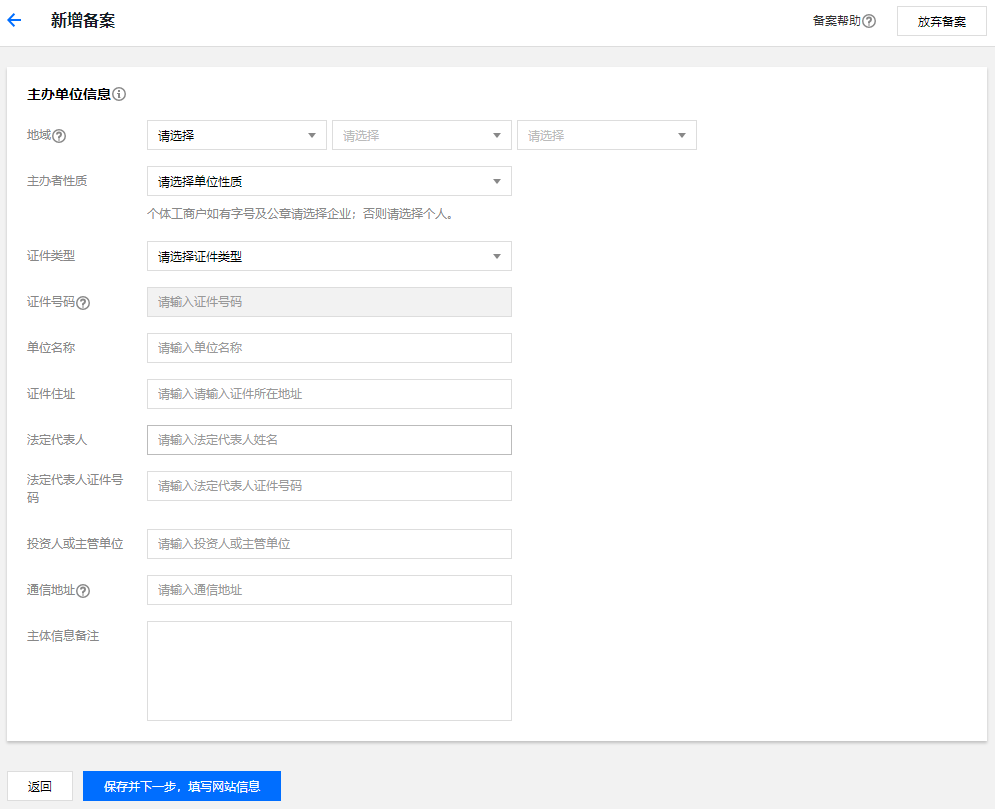 新增备案
备案帮助
放弃备案
主办单位信息
地域 请选择 请选择 请选择
主办者性质 请选择单位性质
个体工商户如有字号及公章请选择企业；否则请选择个人。
证件类型 请选择证件类型
证件号码 请输入证件号码
单位名称 请输入单位名称
证件住址 请输入请输入证件所在地址
法定代表人 请输入法定代表人姓名
法定代表人证件号
码
请输入法定代表人证件号码
投资人或主管单位 请输入投资人或主管单位
通信地址 请输入通信地址
主体信息备注
返回 保存并下一步，填写网站信息